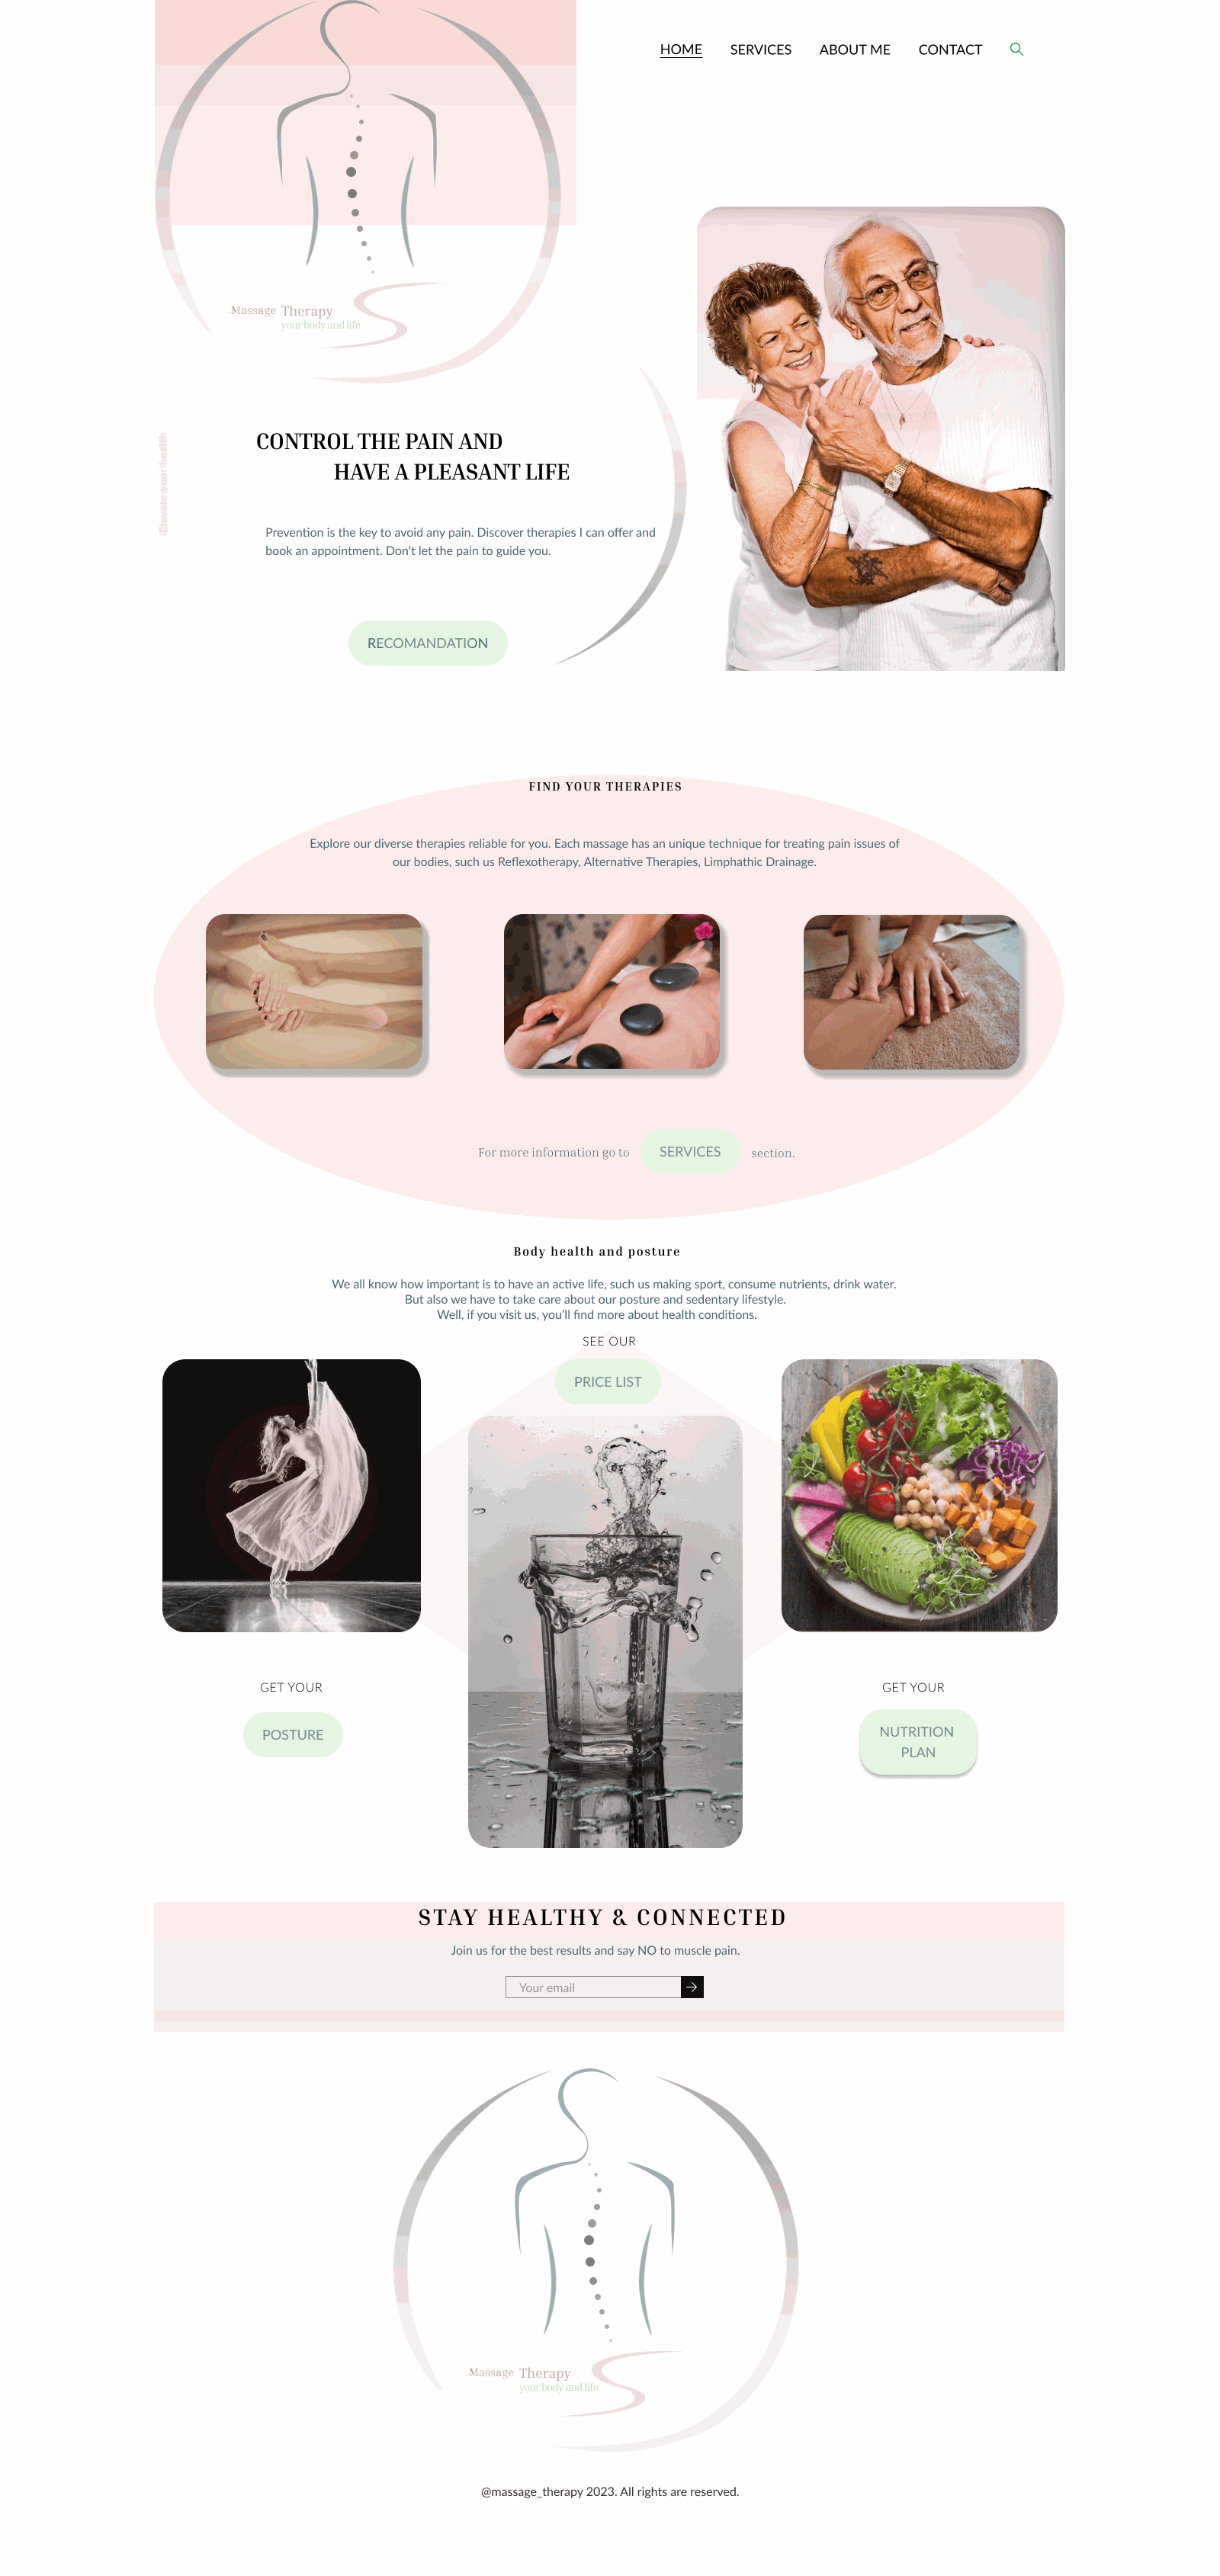 HOME SERVICES ABOUT ME CONTACT
Massage Therapy
your body and life
Elevate your health
CONTROL THE PAIN AND
HAVE A PLEASANT LIFE
Prevention is the key to avoid any pain. Discover therapies I can offer and
book an appointment. Don't let the pain to guide you.
RECOMANDATION
FIND YOUR THERAPIES
Explore our diverse therapies reliable for you. Each massage has an unique technique for treating pain issues of
our bodies, such us Reflexotherapy, Alternative Therapies, Limphathic Drainage.
For more information go to SERVICES section.
Body health and posture
We all know how important is to have an active life, such us making sport, consume nutrients, drink water.
But also we have to take care about our posture and sedentary lifestyle.
Well, if you visit us, you'll find more about health conditions.
SEE OUR
PRICE LIST
GET YOUR
POSTURE
GET YOUR
NUTRITION
PLAN
STAY HEALTHY & CONNECTED
Join us for the best results and say NO to muscle pain.
Your email
Massage Therapy
your body and life
@massage_therapy 2023. All rights are reserved.